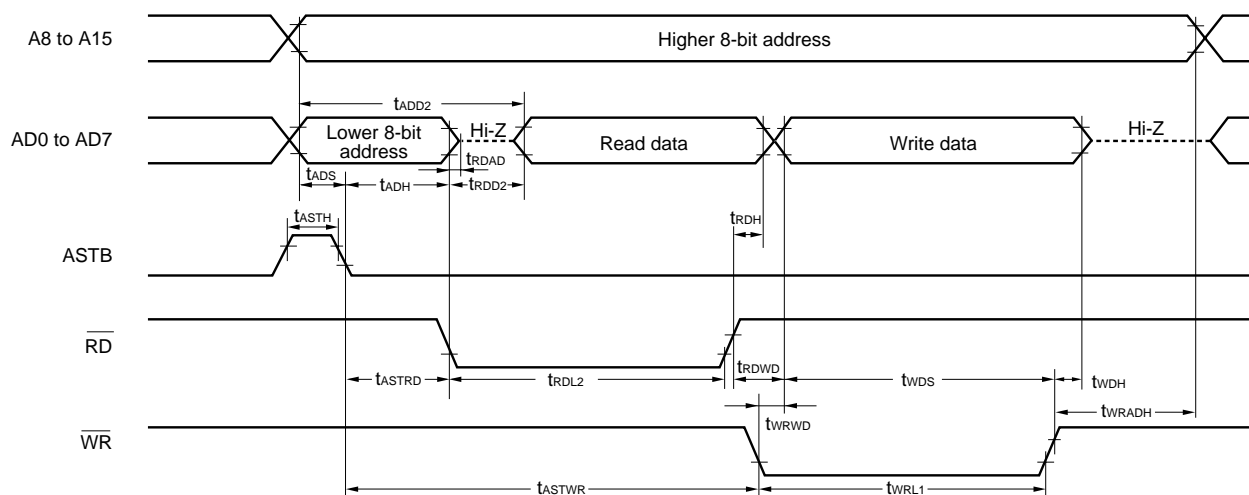 A8 to A15
Higher 8-bit address
tADD2
AD0 to AD7
Lower 8-bit
address
Hi-Z
Read data
Write data
Hi-Z
tRDAD
tADS
tADH
tRDD2
tASTH
tRDH
ASTB
RD
tASTRD
tRDL2
tRDWD
tWDS
tWDH
tWRADH
tWRWD
WR
tASTWR
tWRL1